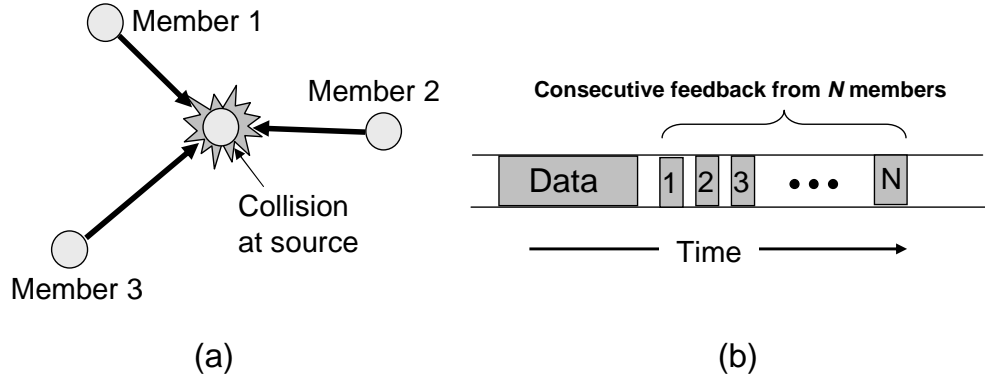 Member 1
Member 2
Collision
at source
Member 3
(a)
Consecutive feedback from N members
Data
1
2
3
•••
N
Time
(b)